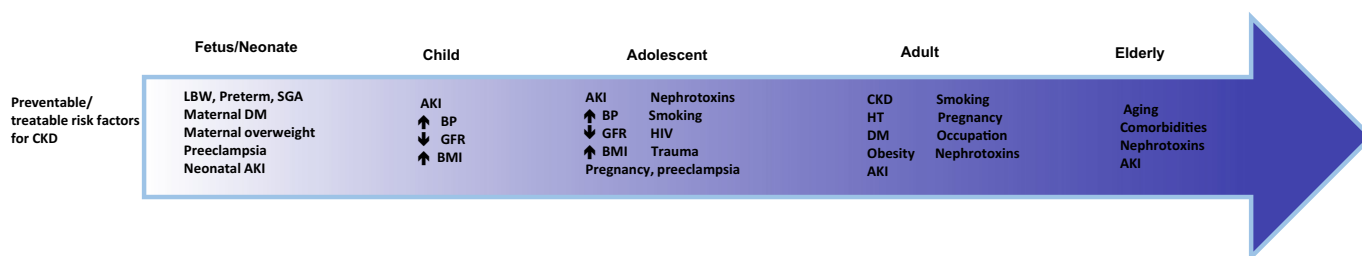 Fetus/Neonate
Child
Adolescent
Adult
Elderly
Preventable/
treatable risk factors
for CKD
LBW, Preterm, SGA
Maternal DM
Maternal overweight
Preeclampsia
Neonatal AKI
AKI
↑ BP
↓ GFR
↑ BMI
AKI Nephrotoxins
↑ BP Smoking
↓ GFR HIV
↑ BMI Trauma
Pregnancy, preeclampsia
CKD Smoking
HT Pregnancy
DM Occupation
Obesity Nephrotoxins
AKI
Aging
Comorbidities
Nephrotoxins
AKI